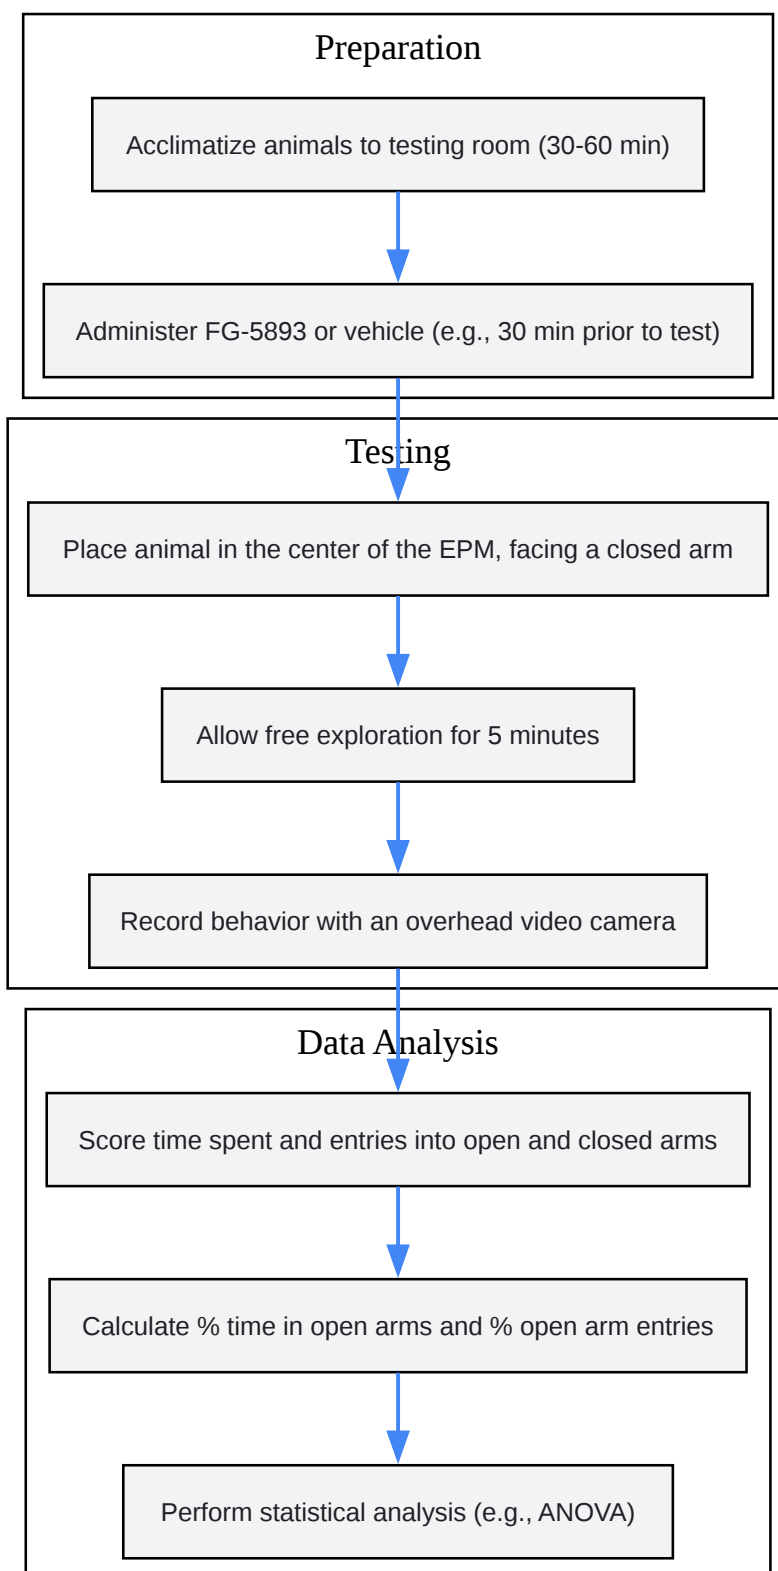 Preparation
Acclimatize animals to testing room (30-60 min)
Administer FG-5893 or vehicle (e.g., 30 min prior to test)
Testing
Place animal in the center of the EPM, facing a closed arm
Allow free exploration for 5 minutes
Record behavior with an overhead video camera
Data Analysis
Score time spent and entries into open and closed arms
Calculate % time in open arms and % open arm entries
Perform statistical analysis (e.g., ANOVA)